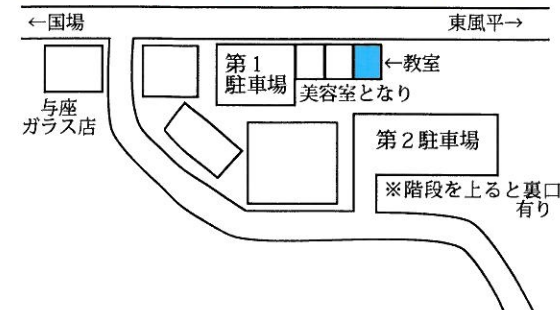 ←国場
東風平→
第1
駐車場
←教室
美容室となり
与座
ガラス店
第2駐車場
※階段を上ると裏口
有り